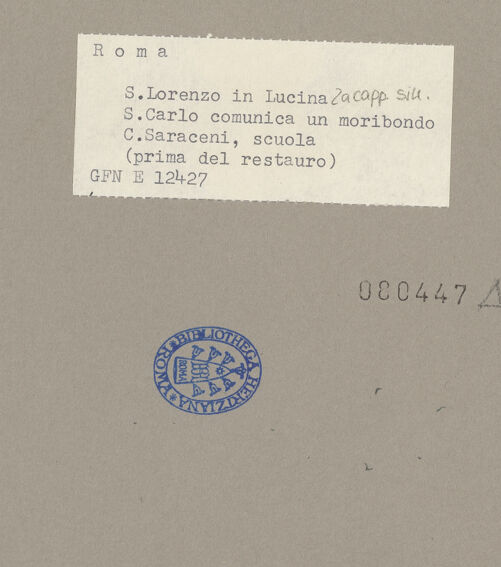 Roma
S.Lorenzo in Lucina 2a capp. sin.
S.Carlo comunica un moribondo
C.Saraceni, scuola
(prima del restauro)
GFN E 12427
080447
BIBLIOTHECA HERTZIANA ROMA
ROMA